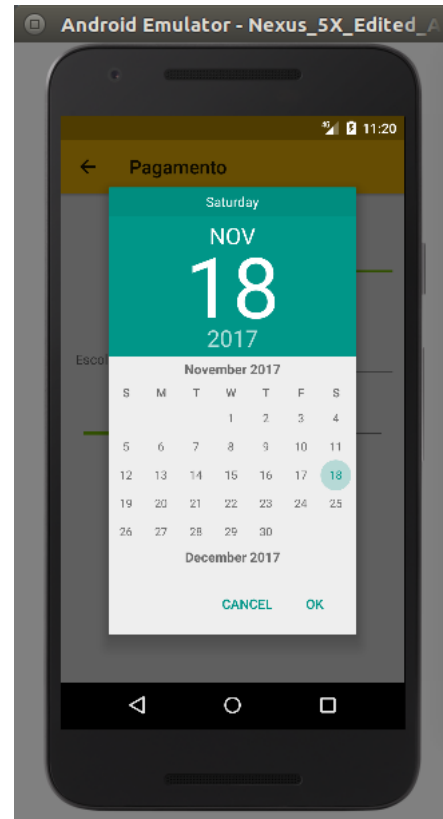 Android Emulator - Nexus_5X_Edited_A
4G 11:20
Pagamento
Saturday
NOV
18
2017
Escol
November 2017
S M T W T F S
1 2 3 4
5 6 7 8 9 10 11
12 13 14 15 16 17 18
19 20 21 22 23 24 25
26 27 28 29 30
December 2017
CANCEL OK